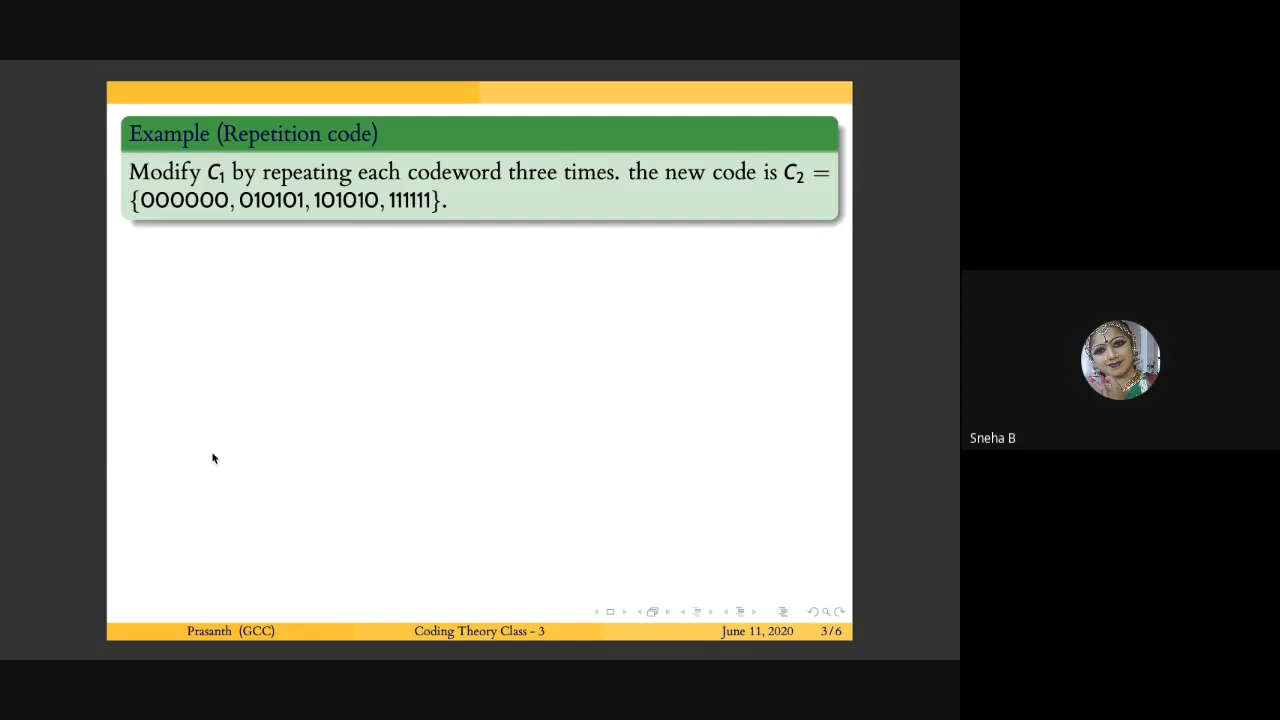 Example (Repetition code)
Modify C₁ by repeating each codeword three times. the new code is C₂ =
{000000, 010101, 101010, 111111}.
Sneha B
Prasanth (GCC) Coding Theory Class - 3 June 11, 2020 3/6